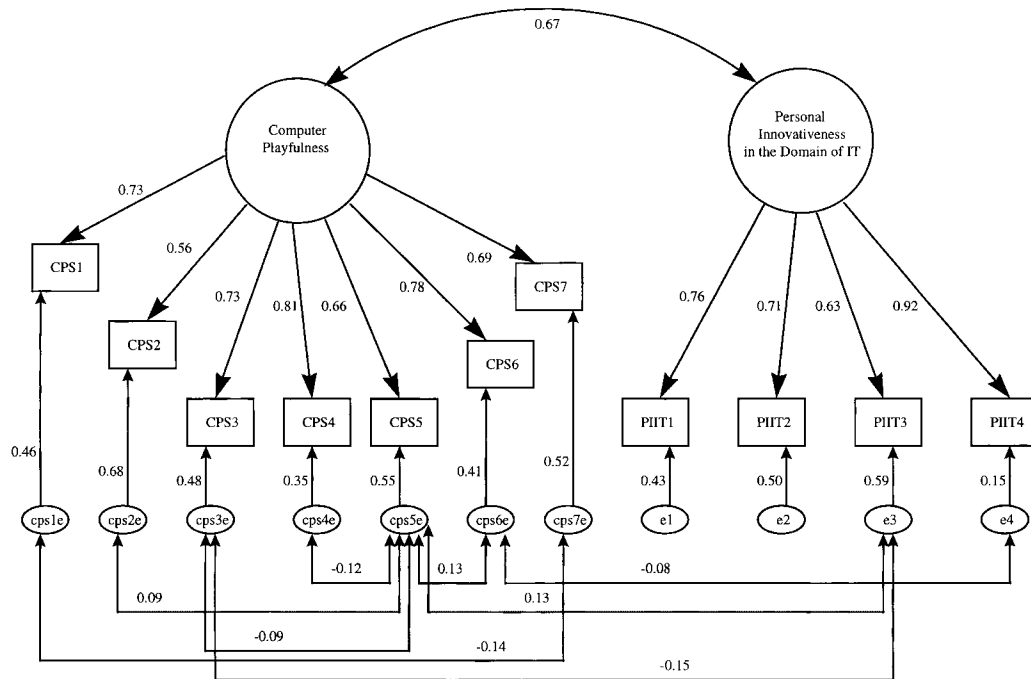 0.67
Computer
Playfulness
Personal
Innovativeness
in the Domain of IT
0.73
0.56
0.73
0.81
0.66
0.78
0.69
0.76
0.71
0.63
0.92
CPS1
CPS7
CPS2
CPS6
CPS3
CPS4
CPS5
PIIT1
PIIT2
PIIT3
PIIT4
0.46
0.68
0.48
0.35
0.55
0.41
0.52
0.43
0.50
0.59
0.15
cps1e
cps2e
cps3e
cps4e
cps5e
cps6e
cps7e
e1
e2
e3
e4
-0.12
0.13
-0.08
0.09
0.13
-0.09
-0.14
-0.15